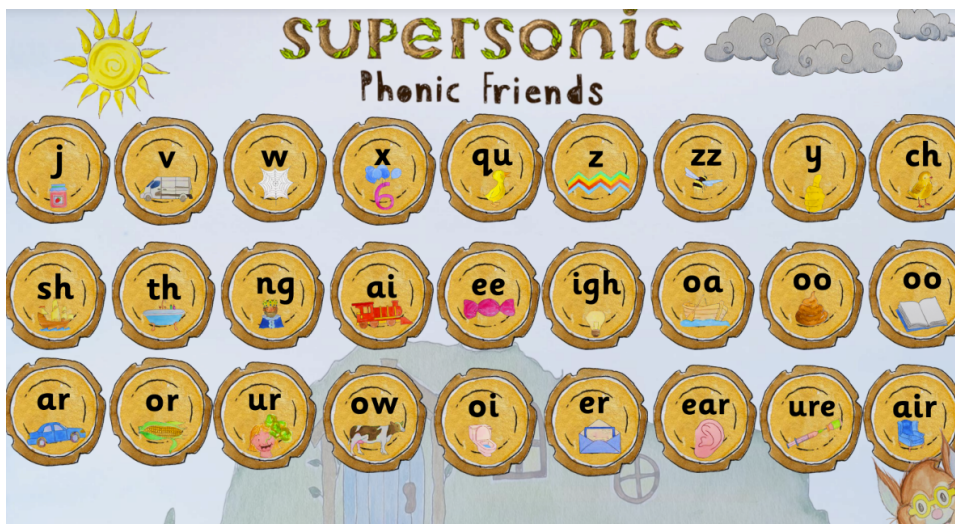 supersonic
Phonic Friends
j v w x qu z zz y ch
6
sh th ng ai ee igh oa oo oo
ar or ur ow oi er ear ure air